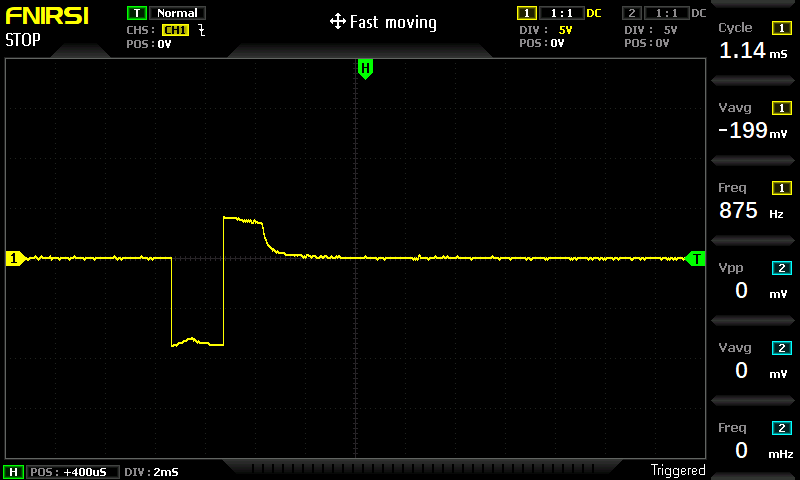 FNIRSI
STOP
T Normal
CHS: CH1
POS:0V
Fast moving
1 1:1 DC
DIV: 5V
POS:0V
2 1:1 DC
DIV: 5V
POS:0V
H
1
T
Cycle 1
1.14 mS
Vavg 1
-199 mV
Freq 1
875 Hz
Vpp 2
0 mV
Vavg 2
0 mV
Freq 2
0 mHz
H POS: +400uS DIV:2mS
Triggered